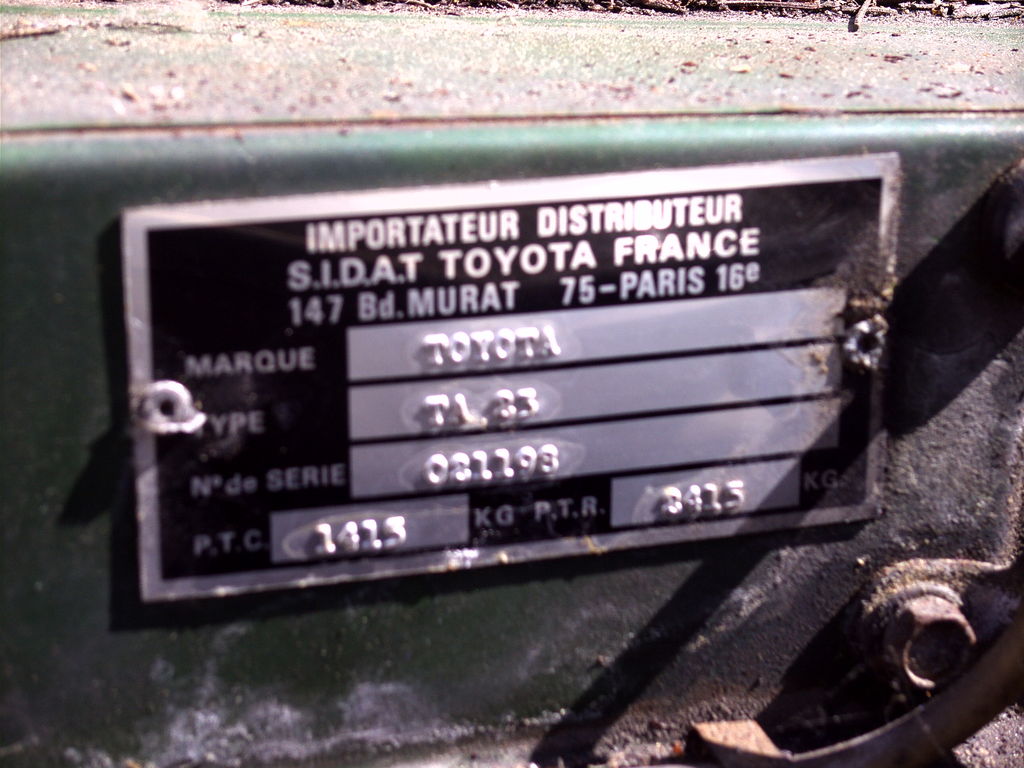 IMPORTATEUR DISTRIBUTEUR
S.I.D.A.T TOYOTA FRANCE
147 Bd.MURAT 75-PARIS 16e
MARQUE TOYOTA
TYPE TA 23
N° de SERIE 021198
P.T.C. 1415 KG P.T.R. 2415 KG.